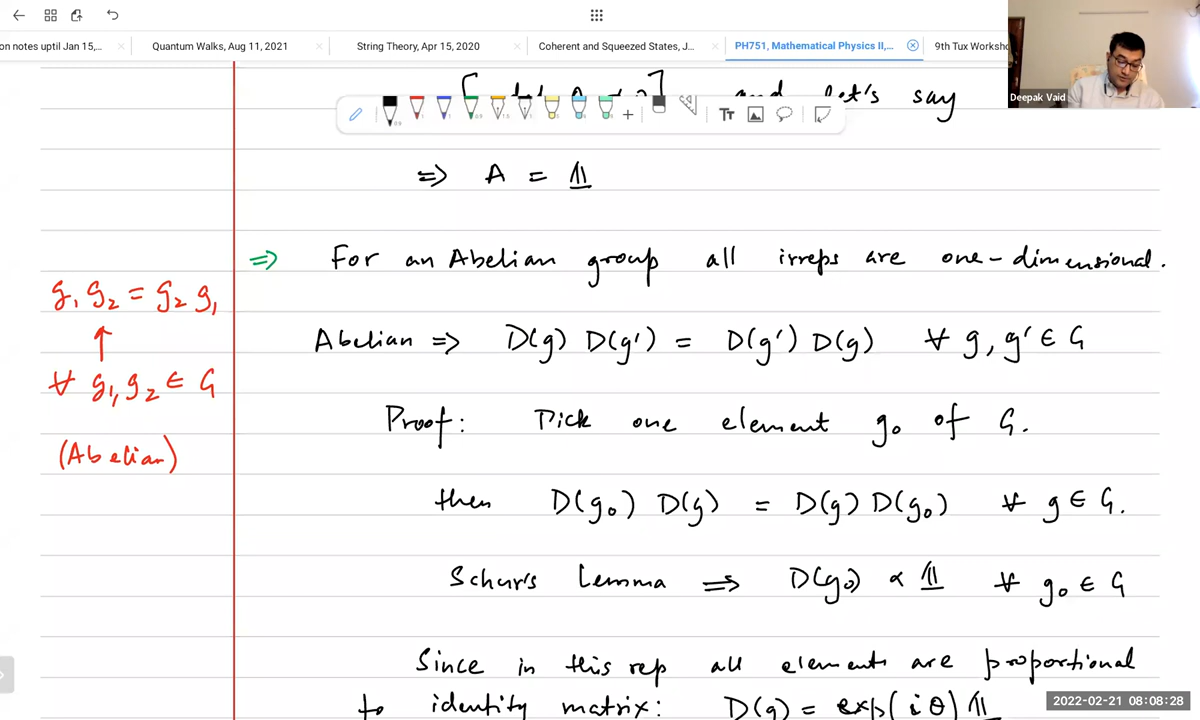 on notes uptil Jan 15,...
Quantum Walks, Aug 11, 2021
String Theory, Apr 15, 2020
Coherent and Squeezed States, J...
PH751, Mathematical Physics II,...
9th Tux Worksho
Deepak Vaid
and let's say
Tт
⇒ A = 𝟙
⇒ For an Abelian group all irreps are one-dimensional.
g₁ g₂ = g₂ g₁
↑
∀ g₁, g₂ ∈ G
(Abelian)
Abelian ⇒ D(g) D(g') = D(g') D(g) ∀ g, g' ∈ G
Proof: Pick one element g₀ of G.
then D(g₀) D(g) = D(g) D(g₀) ∀ g ∈ G.
Schur's Lemma ⇒ D(g₀) ∝ 𝟙 ∀ g₀ ∈ G
Since in this rep all elements are proportional
to identity matrix: D(g) = exp(iθ) 𝟙
2022-02-21 08:08:28